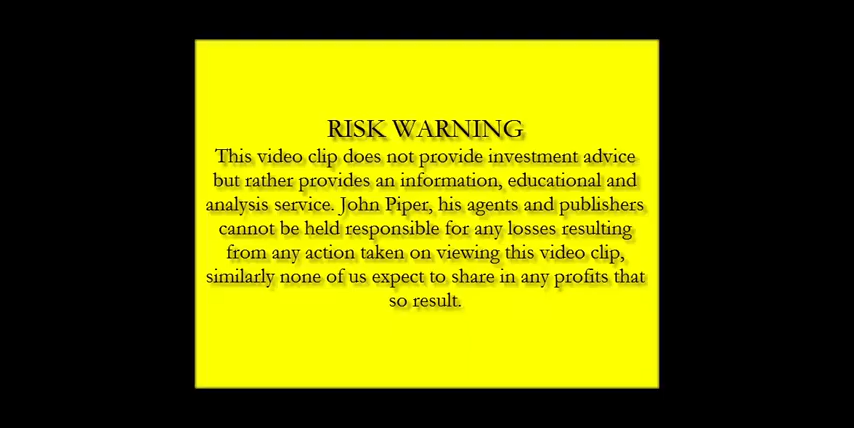 RISK WARNING
This video clip does not provide investment advice
but rather provides an information, educational and
analysis service. John Piper, his agents and publishers
cannot be held responsible for any losses resulting
from any action taken on viewing this video clip,
similarly none of us expect to share in any profits that
so result.